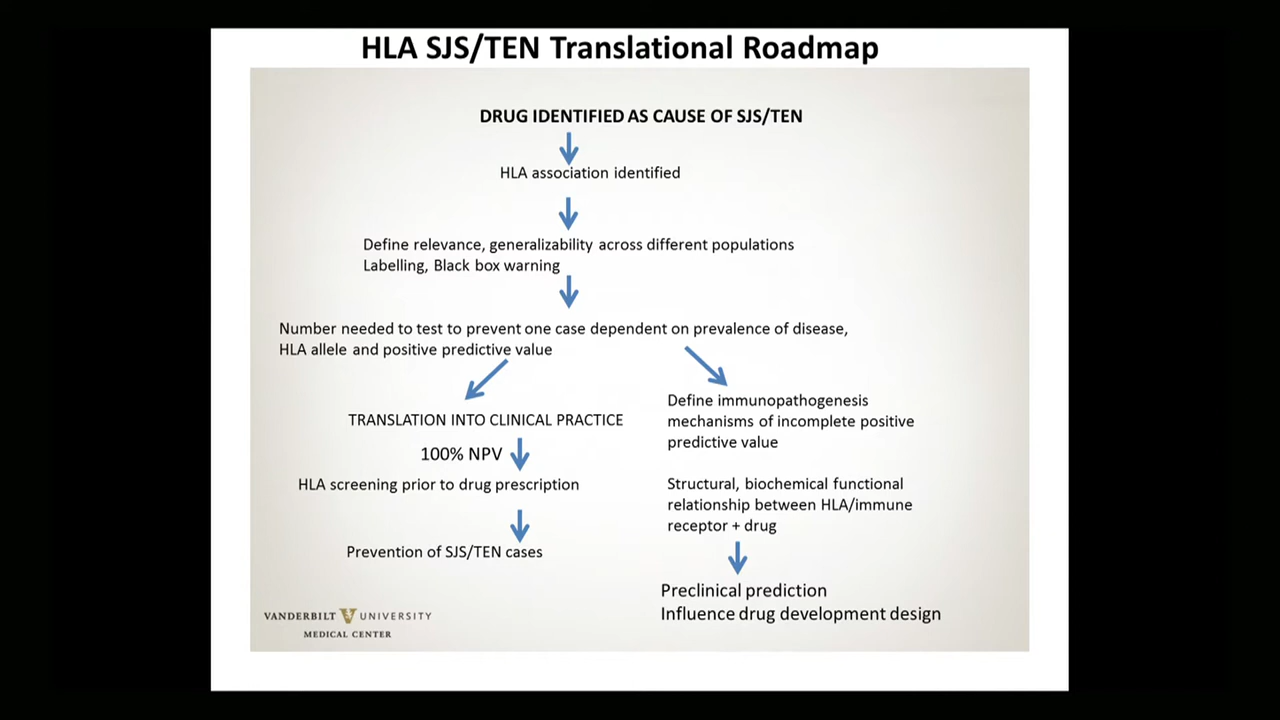 HLA SJS/TEN Translational Roadmap
DRUG IDENTIFIED AS CAUSE OF SJS/TEN
HLA association identified
Define relevance, generalizability across different populations
Labelling, Black box warning
Number needed to test to prevent one case dependent on prevalence of disease,
HLA allele and positive predictive value
TRANSLATION INTO CLINICAL PRACTICE
100% NPV
HLA screening prior to drug prescription
Prevention of SJS/TEN cases
Define immunopathogenesis
mechanisms of incomplete positive
predictive value
Structural, biochemical functional
relationship between HLA/immune
receptor + drug
Preclinical prediction
Influence drug development design
VANDERBILT V UNIVERSITY
MEDICAL CENTER